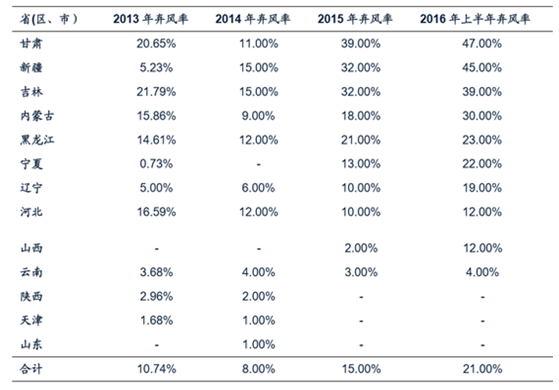 省(区、市) 2013 年弃风率 2014 年弃风率 2015 年弃风率 2016 年上半年弃风率
甘肃 20.65% 11.00% 39.00% 47.00%
新疆 5.23% 15.00% 32.00% 45.00%
吉林 21.79% 15.00% 32.00% 39.00%
内蒙古 15.86% 9.00% 18.00% 30.00%
黑龙江 14.61% 12.00% 21.00% 23.00%
宁夏 0.73% - 13.00% 22.00%
辽宁 5.00% 6.00% 10.00% 19.00%
河北 16.59% 12.00% 10.00% 12.00%
山西 - - 2.00% 12.00%
云南 3.68% 4.00% 3.00% 4.00%
陕西 2.96% 2.00% - -
天津 1.68% 1.00% - -
山东 - 1.00% - -
合计 10.74% 8.00% 15.00% 21.00%